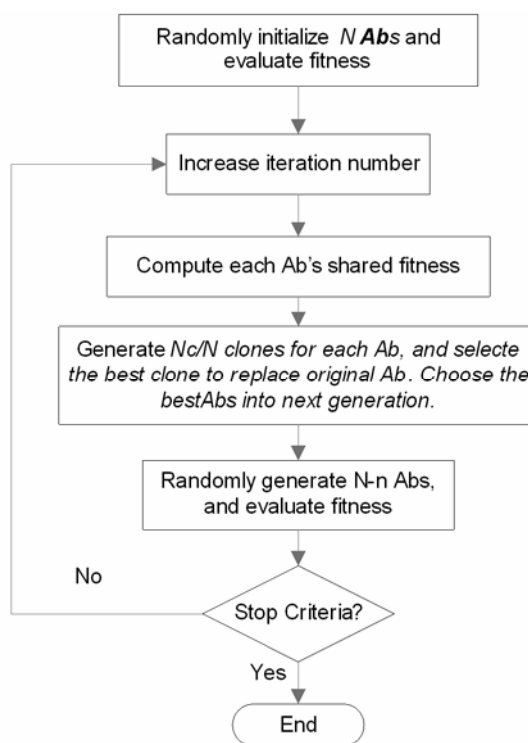 Randomly initialize N Abs and
evaluate fitness
Increase iteration number
Compute each Ab's shared fitness
Generate Nc/N clones for each Ab, and selecte
the best clone to replace original Ab. Choose the
bestAbs into next generation.
Randomly generate N-n Abs,
and evaluate fitness
No
Stop Criteria?
Yes
End